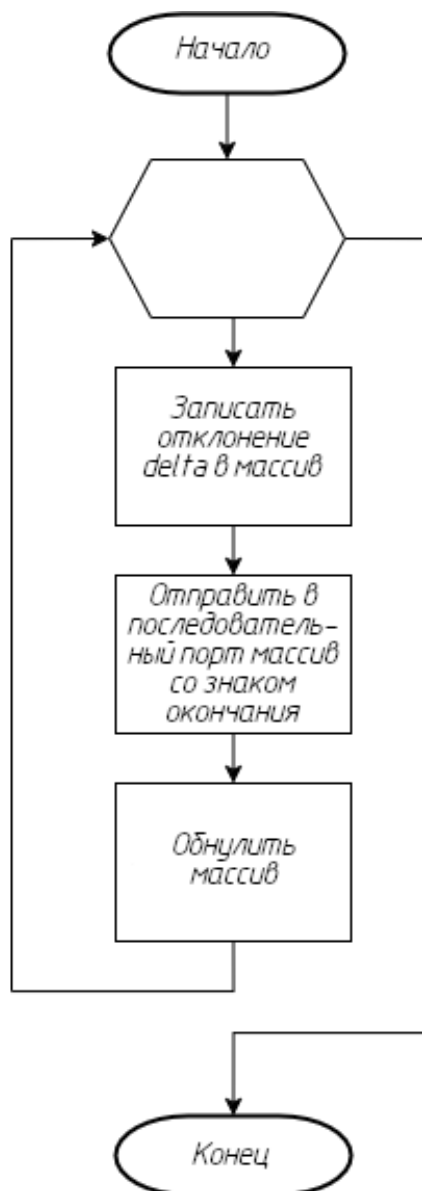 Начало
Записать
отклонение
delta в массив
Отправить в
последователь-
ный порт массив
со знаком
окончания
Обнулить
массив
Конец